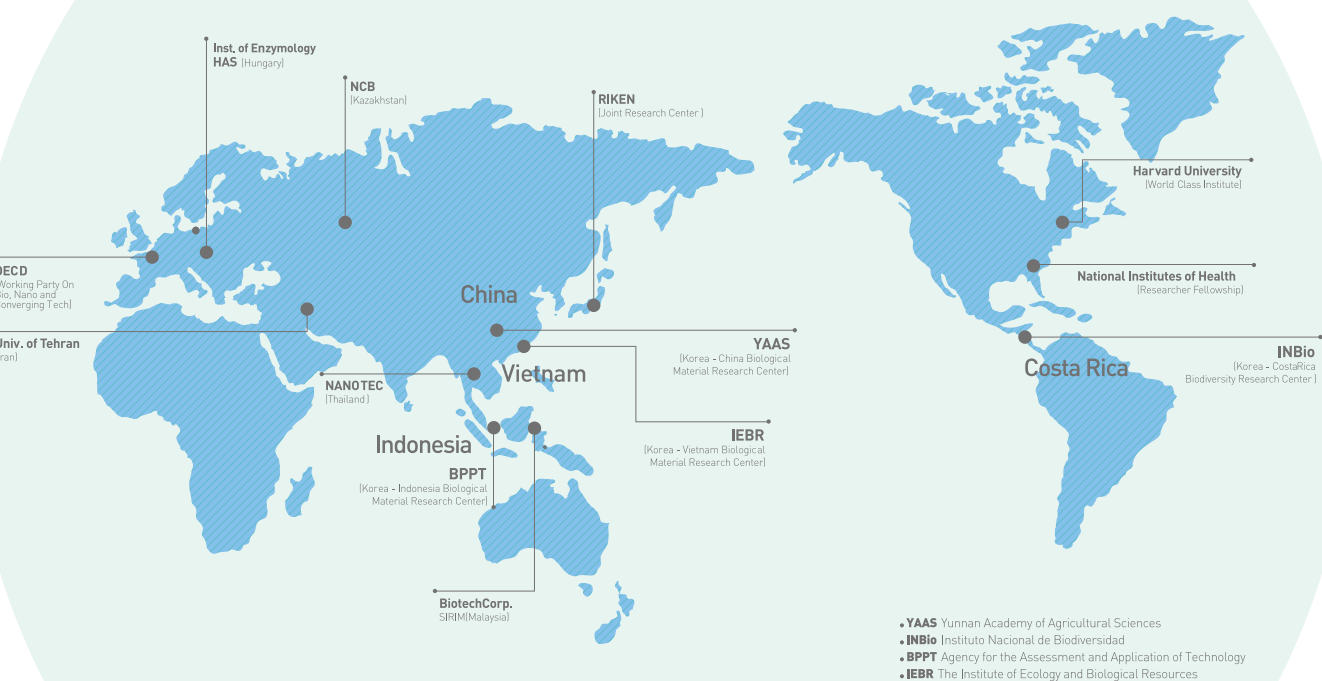 Inst. of Enzymology
HAS (Hungary)
NCB
(Kazakhstan)
RIKEN
(Joint Research Center)
Harvard University
(World Class Institute)
National Institutes of Health
(Researcher Fellowship)
OECD
Working Party On
Bio, Nano and
Converging Tech)
Univ. of Tehran
China
YAAS
(Korea - China Biological
Material Research Center)
INBio
(Korea - CostaRica
Biodiversity Research Center)
Costa Rica
Vietnam
NANOTEC
(Thailand)
IEBR
(Korea - Vietnam Biological
Material Research Center)
Indonesia
BPPT
(Korea - Indonesia Biological
Material Research Center)
BiotechCorp.
SIRIM(Malaysia)
• YAAS Yunnan Academy of Agricultural Sciences
• INBio Instituto Nacional de Biodiversidad
• BPPT Agency for the Assessment and Application of Technology
• IEBR The Institute of Ecology and Biological Resources